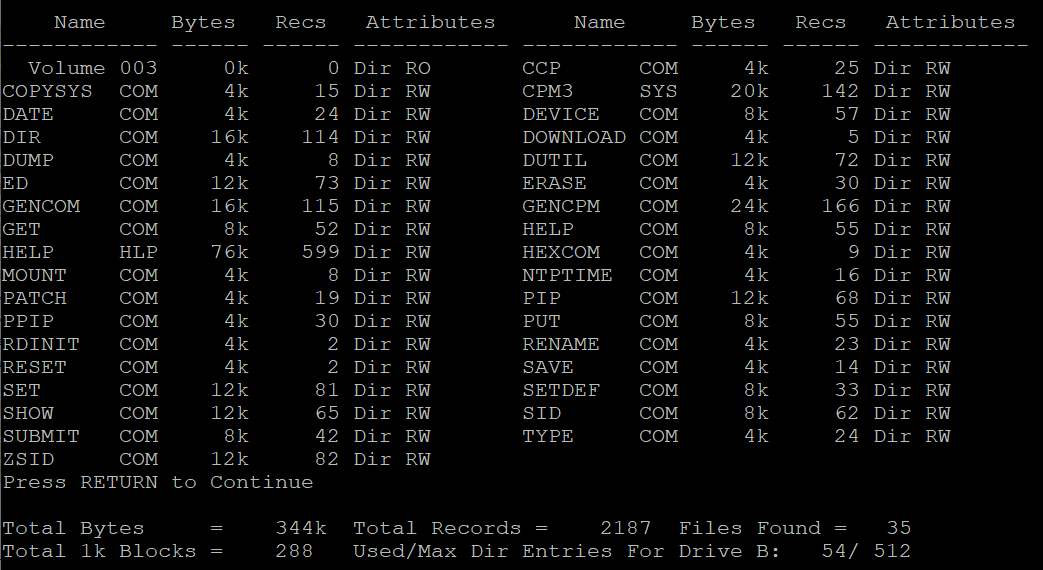 Name     Bytes   Recs   Attributes      Name     Bytes   Recs   Attributes
------------ ------ ------ ------------ ------------ ------ ------ ------------
  Volume 003     0k      0 Dir RO       CCP      COM     4k     25 Dir RW
COPYSYS  COM     4k     15 Dir RW       CPM3     SYS    20k    142 Dir RW
DATE     COM     4k     24 Dir RW       DEVICE   COM     8k     57 Dir RW
DIR      COM    16k    114 Dir RW       DOWNLOAD COM     4k      5 Dir RW
DUMP     COM     4k      8 Dir RW       DUTIL    COM    12k     72 Dir RW
ED       COM    12k     73 Dir RW       ERASE    COM     4k     30 Dir RW
GENCOM   COM    16k    115 Dir RW       GENCPM   COM    24k    166 Dir RW
GET      COM     8k     52 Dir RW       HELP     COM     8k     55 Dir RW
HELP     HLP    76k    599 Dir RW       HEXCOM   COM     4k      9 Dir RW
MOUNT    COM     4k      8 Dir RW       NTPTIME  COM     4k     16 Dir RW
PATCH    COM     4k     19 Dir RW       PIP      COM    12k     68 Dir RW
PPIP     COM     4k     30 Dir RW       PUT      COM     8k     55 Dir RW
RDINIT   COM     4k      2 Dir RW       RENAME   COM     4k     23 Dir RW
RESET    COM     4k      2 Dir RW       SAVE     COM     4k     14 Dir RW
SET      COM    12k     81 Dir RW       SETDEF   COM     8k     33 Dir RW
SHOW     COM    12k     65 Dir RW       SID      COM     8k     62 Dir RW
SUBMIT   COM     8k     42 Dir RW       TYPE     COM     4k     24 Dir RW
ZSID     COM    12k     82 Dir RW
Press RETURN to Continue

Total Bytes     =    344k  Total Records =    2187  Files Found =   35
Total 1k Blocks =    288   Used/Max Dir Entries For Drive B:   54/ 512